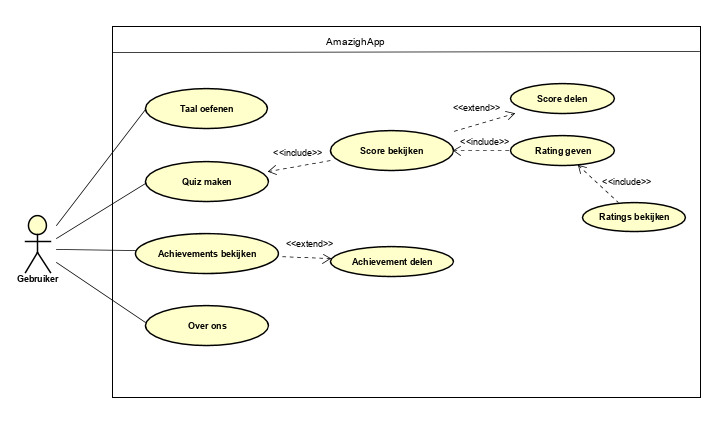 AmazighApp
Taal oefenen
Score delen
<<extend>>
<<include>>
Score bekijken
<<include>>
Rating geven
Quiz maken
<<include>>
Ratings bekijken
Gebruiker
Achievements bekijken
<<extend>>
Achievement delen
Over ons